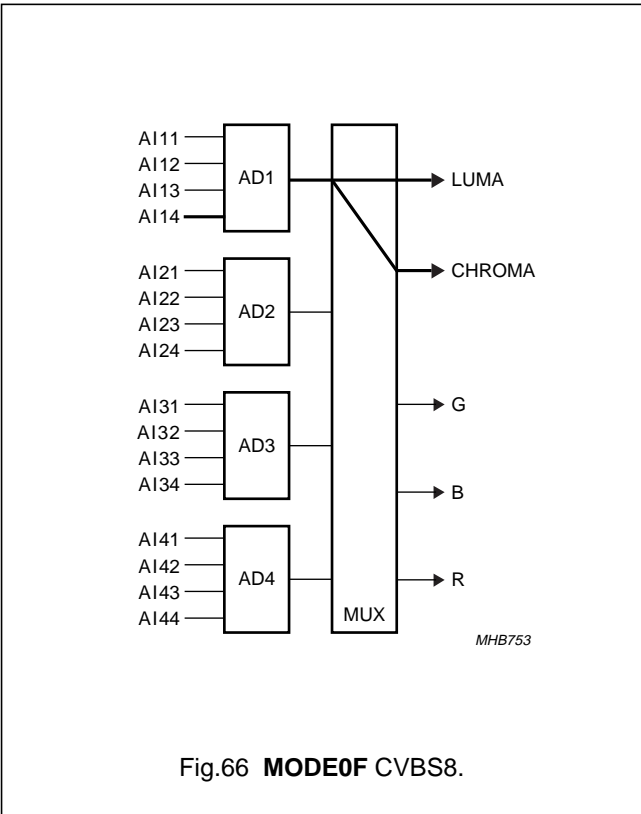 AI11
AI12
AI13
AI14
AD1
LUMA
CHROMA
AI21
AI22
AI23
AI24
AD2
AI31
AI32
AI33
AI34
AD3
G
B
AI41
AI42
AI43
AI44
AD4
R
MUX
MHB753
Fig.66 MODE0F CVBS8.